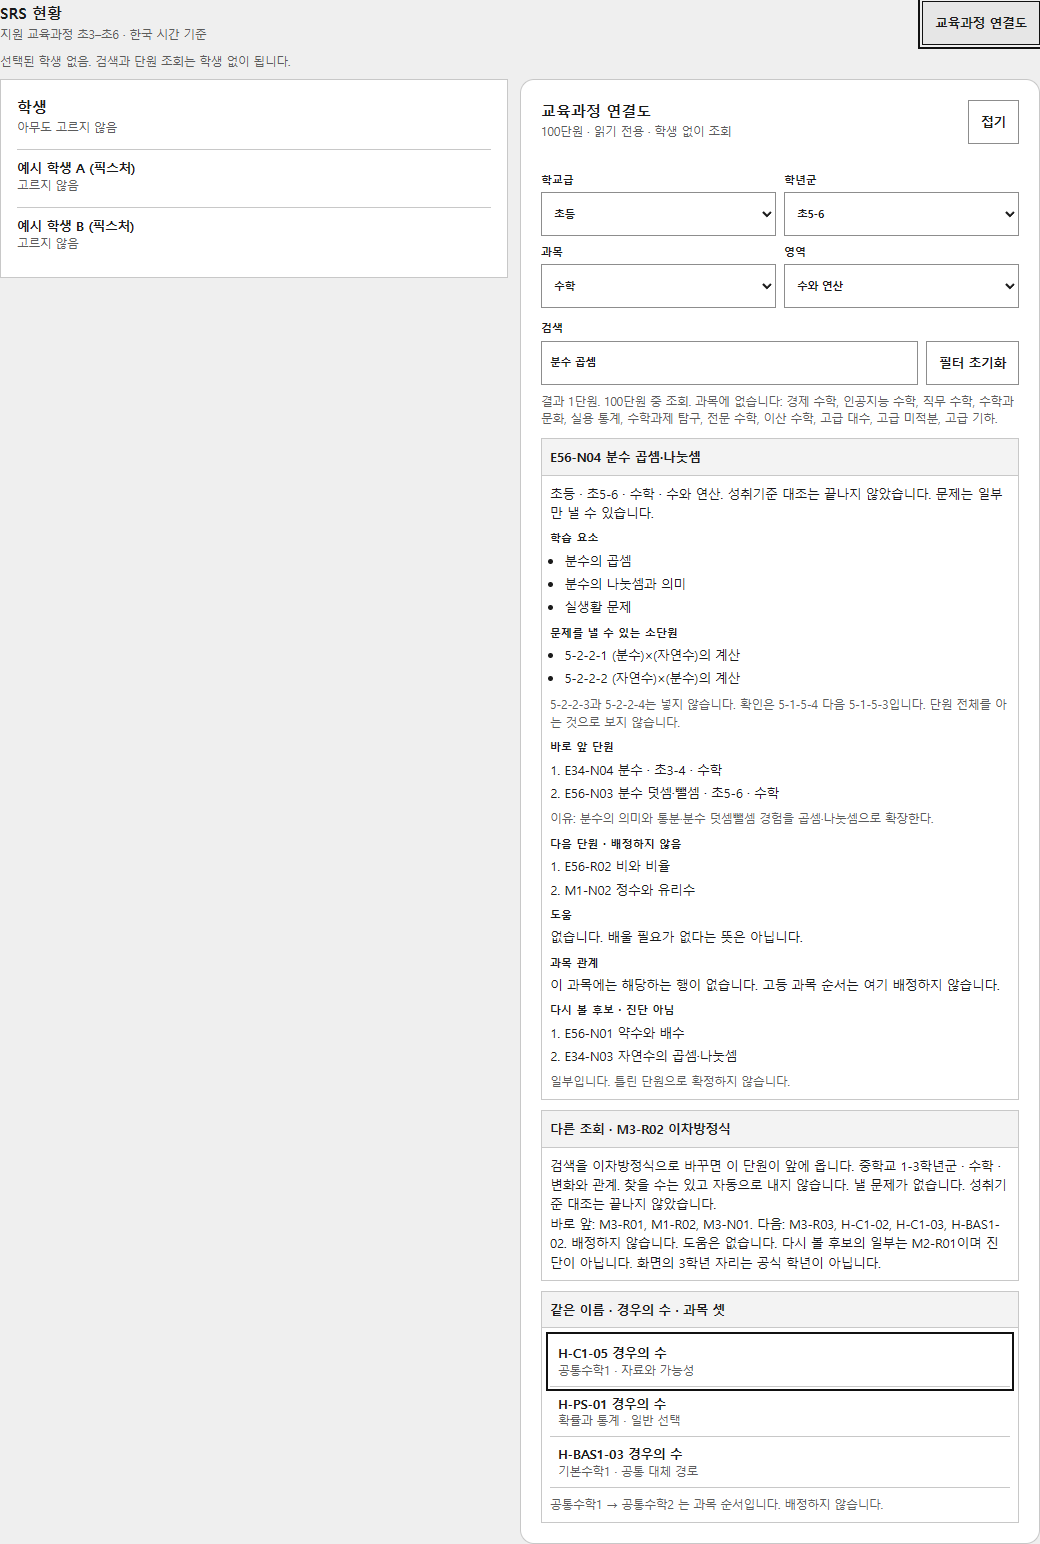 SRS 현황
지원 교육과정 초3–초6 · 한국 시간 기준
교육과정 연결도
선택된 학생 없음. 검색과 단원 조회는 학생 없이 됩니다.
학생
아무도 고르지 않음
예시 학생 A (픽스처)
고르지 않음
예시 학생 B (픽스처)
고르지 않음
교육과정 연결도
100단원 · 읽기 전용 · 학생 없이 조회
접기
학교급
학년군
초등
초5-6
과목
영역
수학
수와 연산
검색
분수 곱셈
필터 초기화
결과 1단원. 100단원 중 조회. 과목에 없습니다: 경제 수학, 인공지능 수학, 직무 수학, 수학과
문화, 실용 통계, 수학과제 탐구, 전문 수학, 이산 수학, 고급 대수, 고급 미적분, 고급 기하.
E56-N04 분수 곱셈·나눗셈
초등 · 초5-6 · 수학 · 수와 연산. 성취기준 대조는 끝나지 않았습니다. 문제는 일부
만 낼 수 있습니다.
학습 요소
• 분수의 곱셈
• 분수의 나눗셈과 의미
• 실생활 문제
문제를 낼 수 있는 소단원
• 5-2-2-1 (분수)×(자연수)의 계산
• 5-2-2-2 (자연수)×(분수)의 계산
5-2-2-3과 5-2-2-4는 넣지 않습니다. 확인은 5-1-5-4 다음 5-1-5-3입니다. 단원 전체를 아
는 것으로 보지 않습니다.
바로 앞 단원
1. E34-N04 분수 · 초3-4 · 수학
2. E56-N03 분수 덧셈·뺄셈 · 초5-6 · 수학
이유: 분수의 의미와 통분·분수 덧셈뺄셈 경험을 곱셈·나눗셈으로 확장한다.
다음 단원 · 배정하지 않음
1. E56-R02 비와 비율
2. M1-N02 정수와 유리수
도움
없습니다. 배울 필요가 없다는 뜻은 아닙니다.
과목 관계
이 과목에는 해당하는 행이 없습니다. 고등 과목 순서는 여기 배정하지 않습니다.
다시 볼 후보 · 진단 아님
1. E56-N01 약수와 배수
2. E34-N03 자연수의 곱셈·나눗셈
일부입니다. 틀린 단원으로 확정하지 않습니다.
다른 조회 · M3-R02 이차방정식
검색을 이차방정식으로 바꾸면 이 단원이 앞에 옵니다. 중학교 1-3학년군 · 수학 ·
변화와 관계. 찾을 수는 있고 자동으로 내지 않습니다. 낼 문제가 없습니다. 성취기
준 대조는 끝나지 않았습니다.
바로 앞: M3-R01, M1-R02, M3-N01. 다음: M3-R03, H-C1-02, H-C1-03, H-BAS1-
02. 배정하지 않습니다. 도움은 없습니다. 다시 볼 후보의 일부는 M2-R01이며 진
단이 아닙니다. 화면의 3학년 자리는 공식 학년이 아닙니다.
같은 이름 · 경우의 수 · 과목 셋
H-C1-05 경우의 수
공통수학1 · 자료와 가능성
H-PS-01 경우의 수
확률과 통계 · 일반 선택
H-BAS1-03 경우의 수
기본수학1 · 공통 대체 경로
공통수학1 → 공통수학2 는 과목 순서입니다. 배정하지 않습니다.